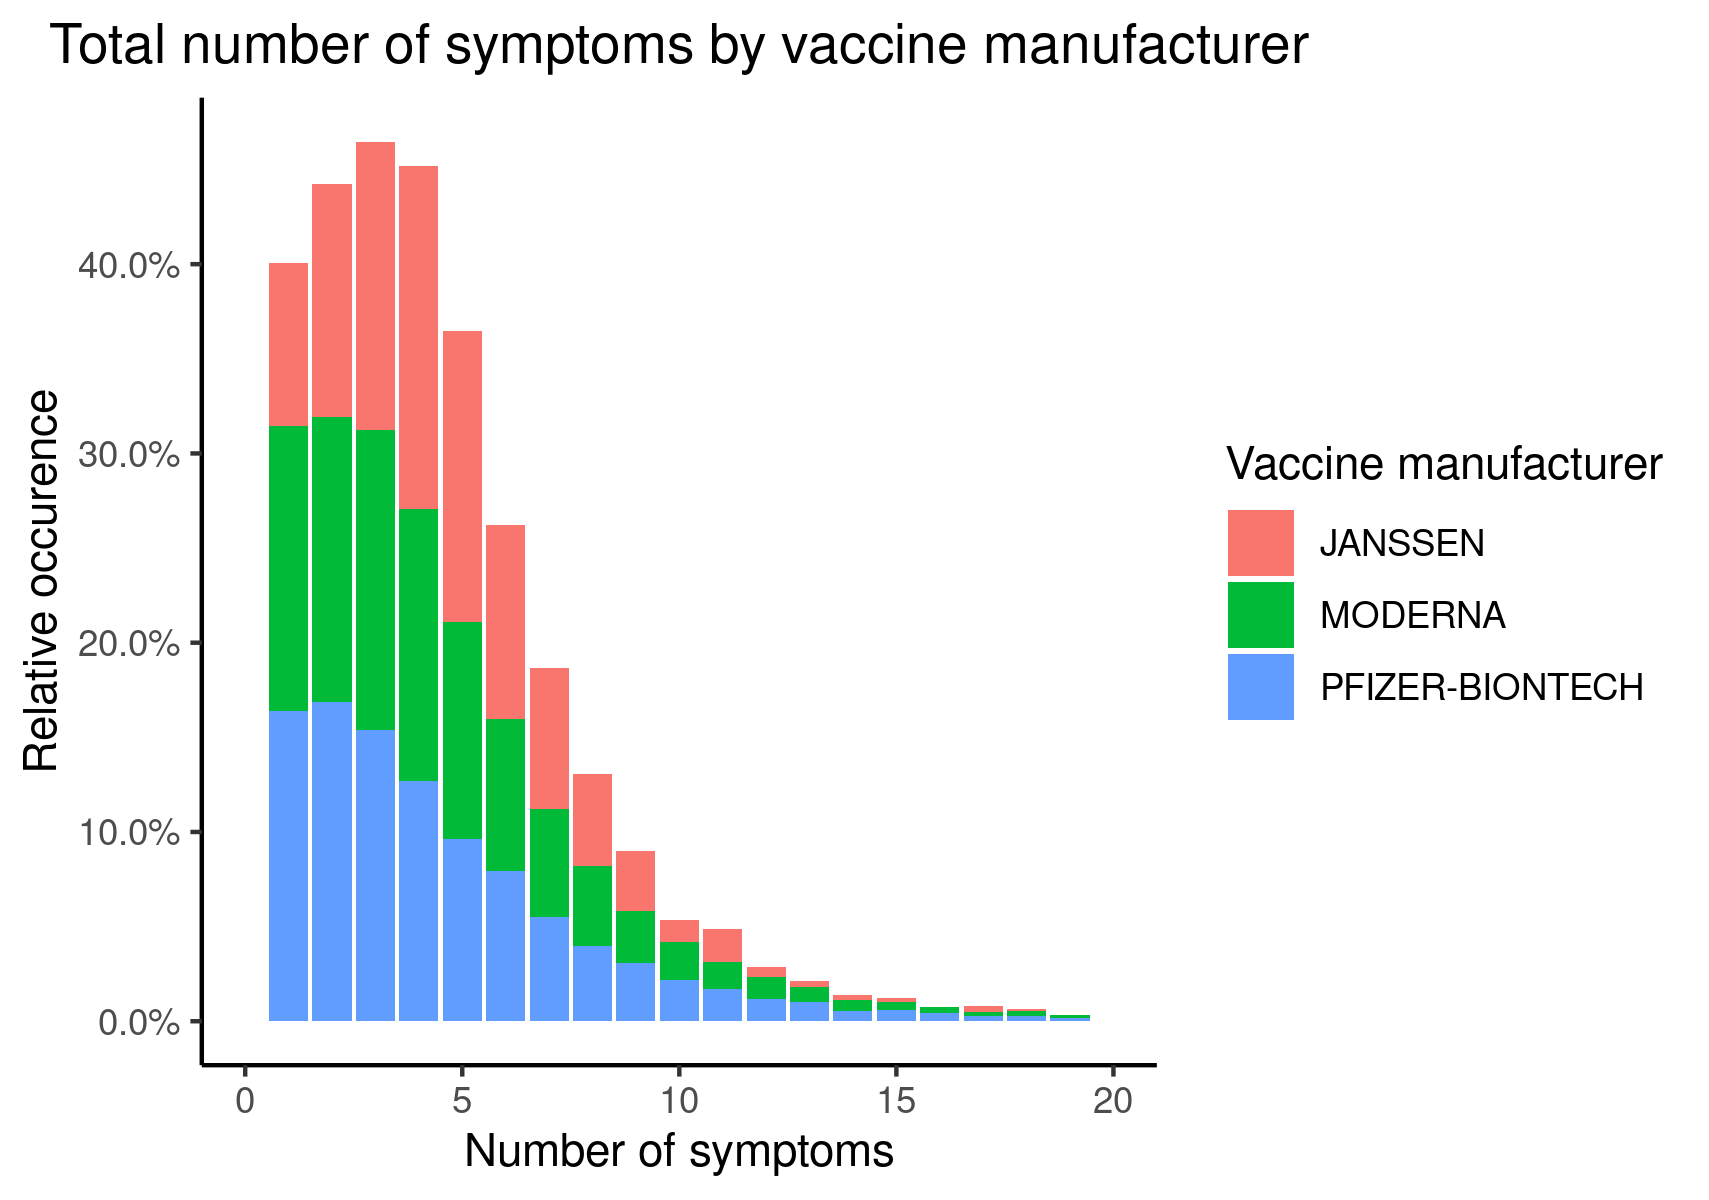 Total number of symptoms by vaccine manufacturer
Relative occurence
40.0%
30.0%
20.0%
10.0%
0.0%
0 5 10 15 20
Number of symptoms
Vaccine manufacturer
JANSSEN
MODERNA
PFIZER-BIONTECH